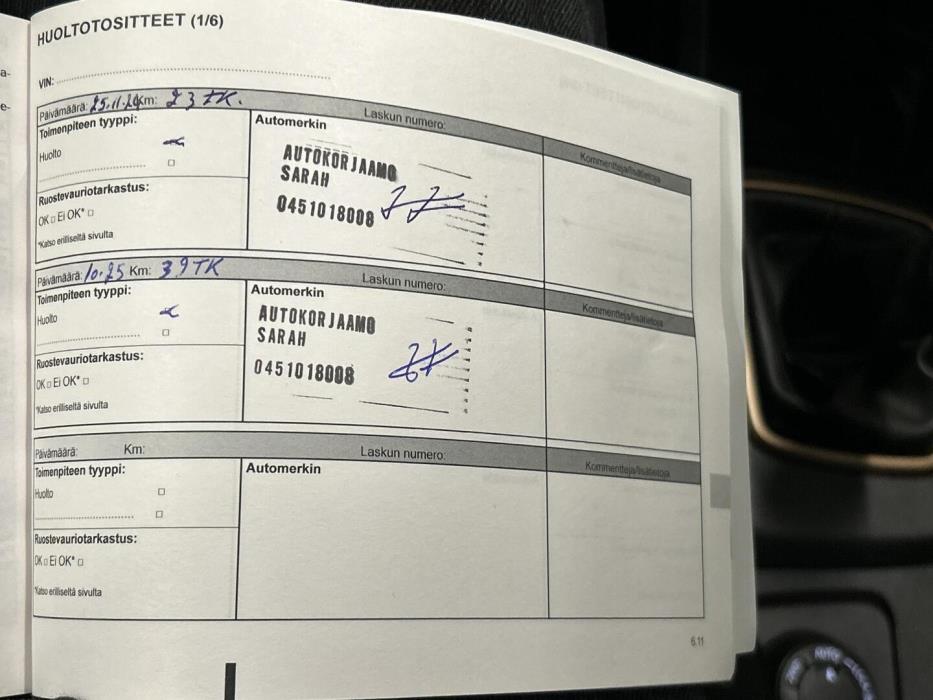 HUOLTOTOSITTEET (1/6)
VIN:
Päivämäärä: 25.11.24 Km: 23 TK. Laskun numero:
Toimenpiteen tyyppi:
Huolto
Ruostevauriotarkastus:
OK □ Ei OK* □
*Katso erilliseltä sivulta
Automerkin
AUTOKORJAAMO
SARAH
0451018008
Kommentteja/lisätietoja
Päivämäärä: 10.25 Km: 39TK Laskun numero:
Toimenpiteen tyyppi:
Huolto
Ruostevauriotarkastus:
OK □ Ei OK* □
*Katso erilliseltä sivulta
Automerkin
AUTOKORJAAMO
SARAH
0451018008
Kommentteja/lisätietoja
Päivämäärä: Km: Laskun numero:
Toimenpiteen tyyppi:
Huolto
Ruostevauriotarkastus:
OK □ Ei OK* □
*Katso erilliseltä sivulta
Automerkin
Kommentteja/lisätietoja
6.11
AUTO